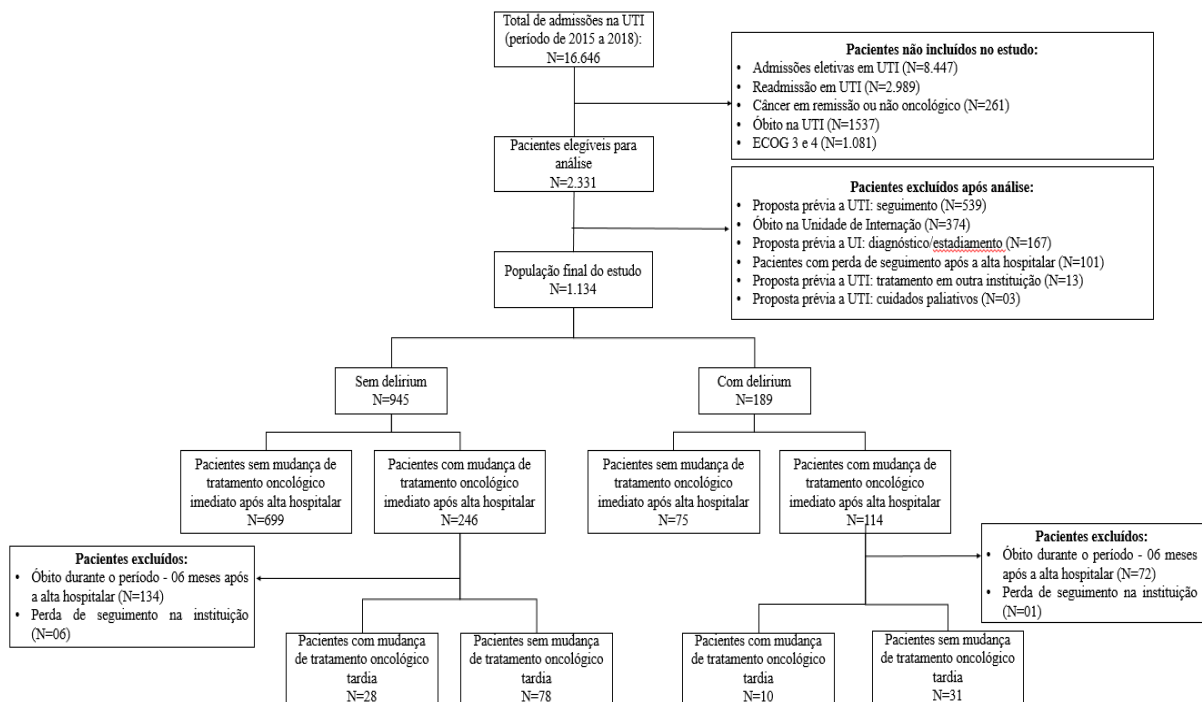 Total de admissões na UTI
(período de 2015 a 2018):
N=16.646
Pacientes não incluídos no estudo:
• Admissões eletivas em UTI (N=8.447)
• Readmissão em UTI (N=2.989)
• Câncer em remissão ou não oncológico (N=261)
• Óbito na UTI (N=1537)
• ECOG 3 e 4 (N=1.081)
Pacientes elegíveis para
análise
N=2.331
Pacientes excluídos após análise:
• Proposta prévia a UTI: seguimento (N=539)
• Óbito na Unidade de Internação (N=374)
• Proposta prévia a UI: diagnóstico/estadiamento (N=167)
• Pacientes com perda de seguimento após a alta hospitalar (N=101)
• Proposta prévia a UTI: tratamento em outra instituição (N=13)
• Proposta prévia a UTI: cuidados paliativos (N=03)
População final do estudo
N=1.134
Sem delirium
N=945
Com delirium
N=189
Pacientes sem mudança de
tratamento oncológico
imediato após alta hospitalar
N=699
Pacientes com mudança de
tratamento oncológico
imediato após alta hospitalar
N=246
Pacientes sem mudança de
tratamento oncológico
imediato após alta hospitalar
N=75
Pacientes com mudança de
tratamento oncológico
imediato após alta hospitalar
N=114
Pacientes excluídos:
• Óbito durante o período - 06 meses após
a alta hospitalar (N=134)
• Perda de seguimento na instituição
(N=06)
Pacientes excluídos:
• Óbito durante o período - 06 meses
após a alta hospitalar (N=72)
• Perda de seguimento na instituição
(N=01)
Pacientes com mudança
de tratamento oncológico
tardia
N=28
Pacientes sem mudança
de tratamento oncológico
tardia
N=78
Pacientes com mudança
de tratamento oncológico
tardia
N=10
Pacientes sem mudança
de tratamento oncológico
tardia
N=31